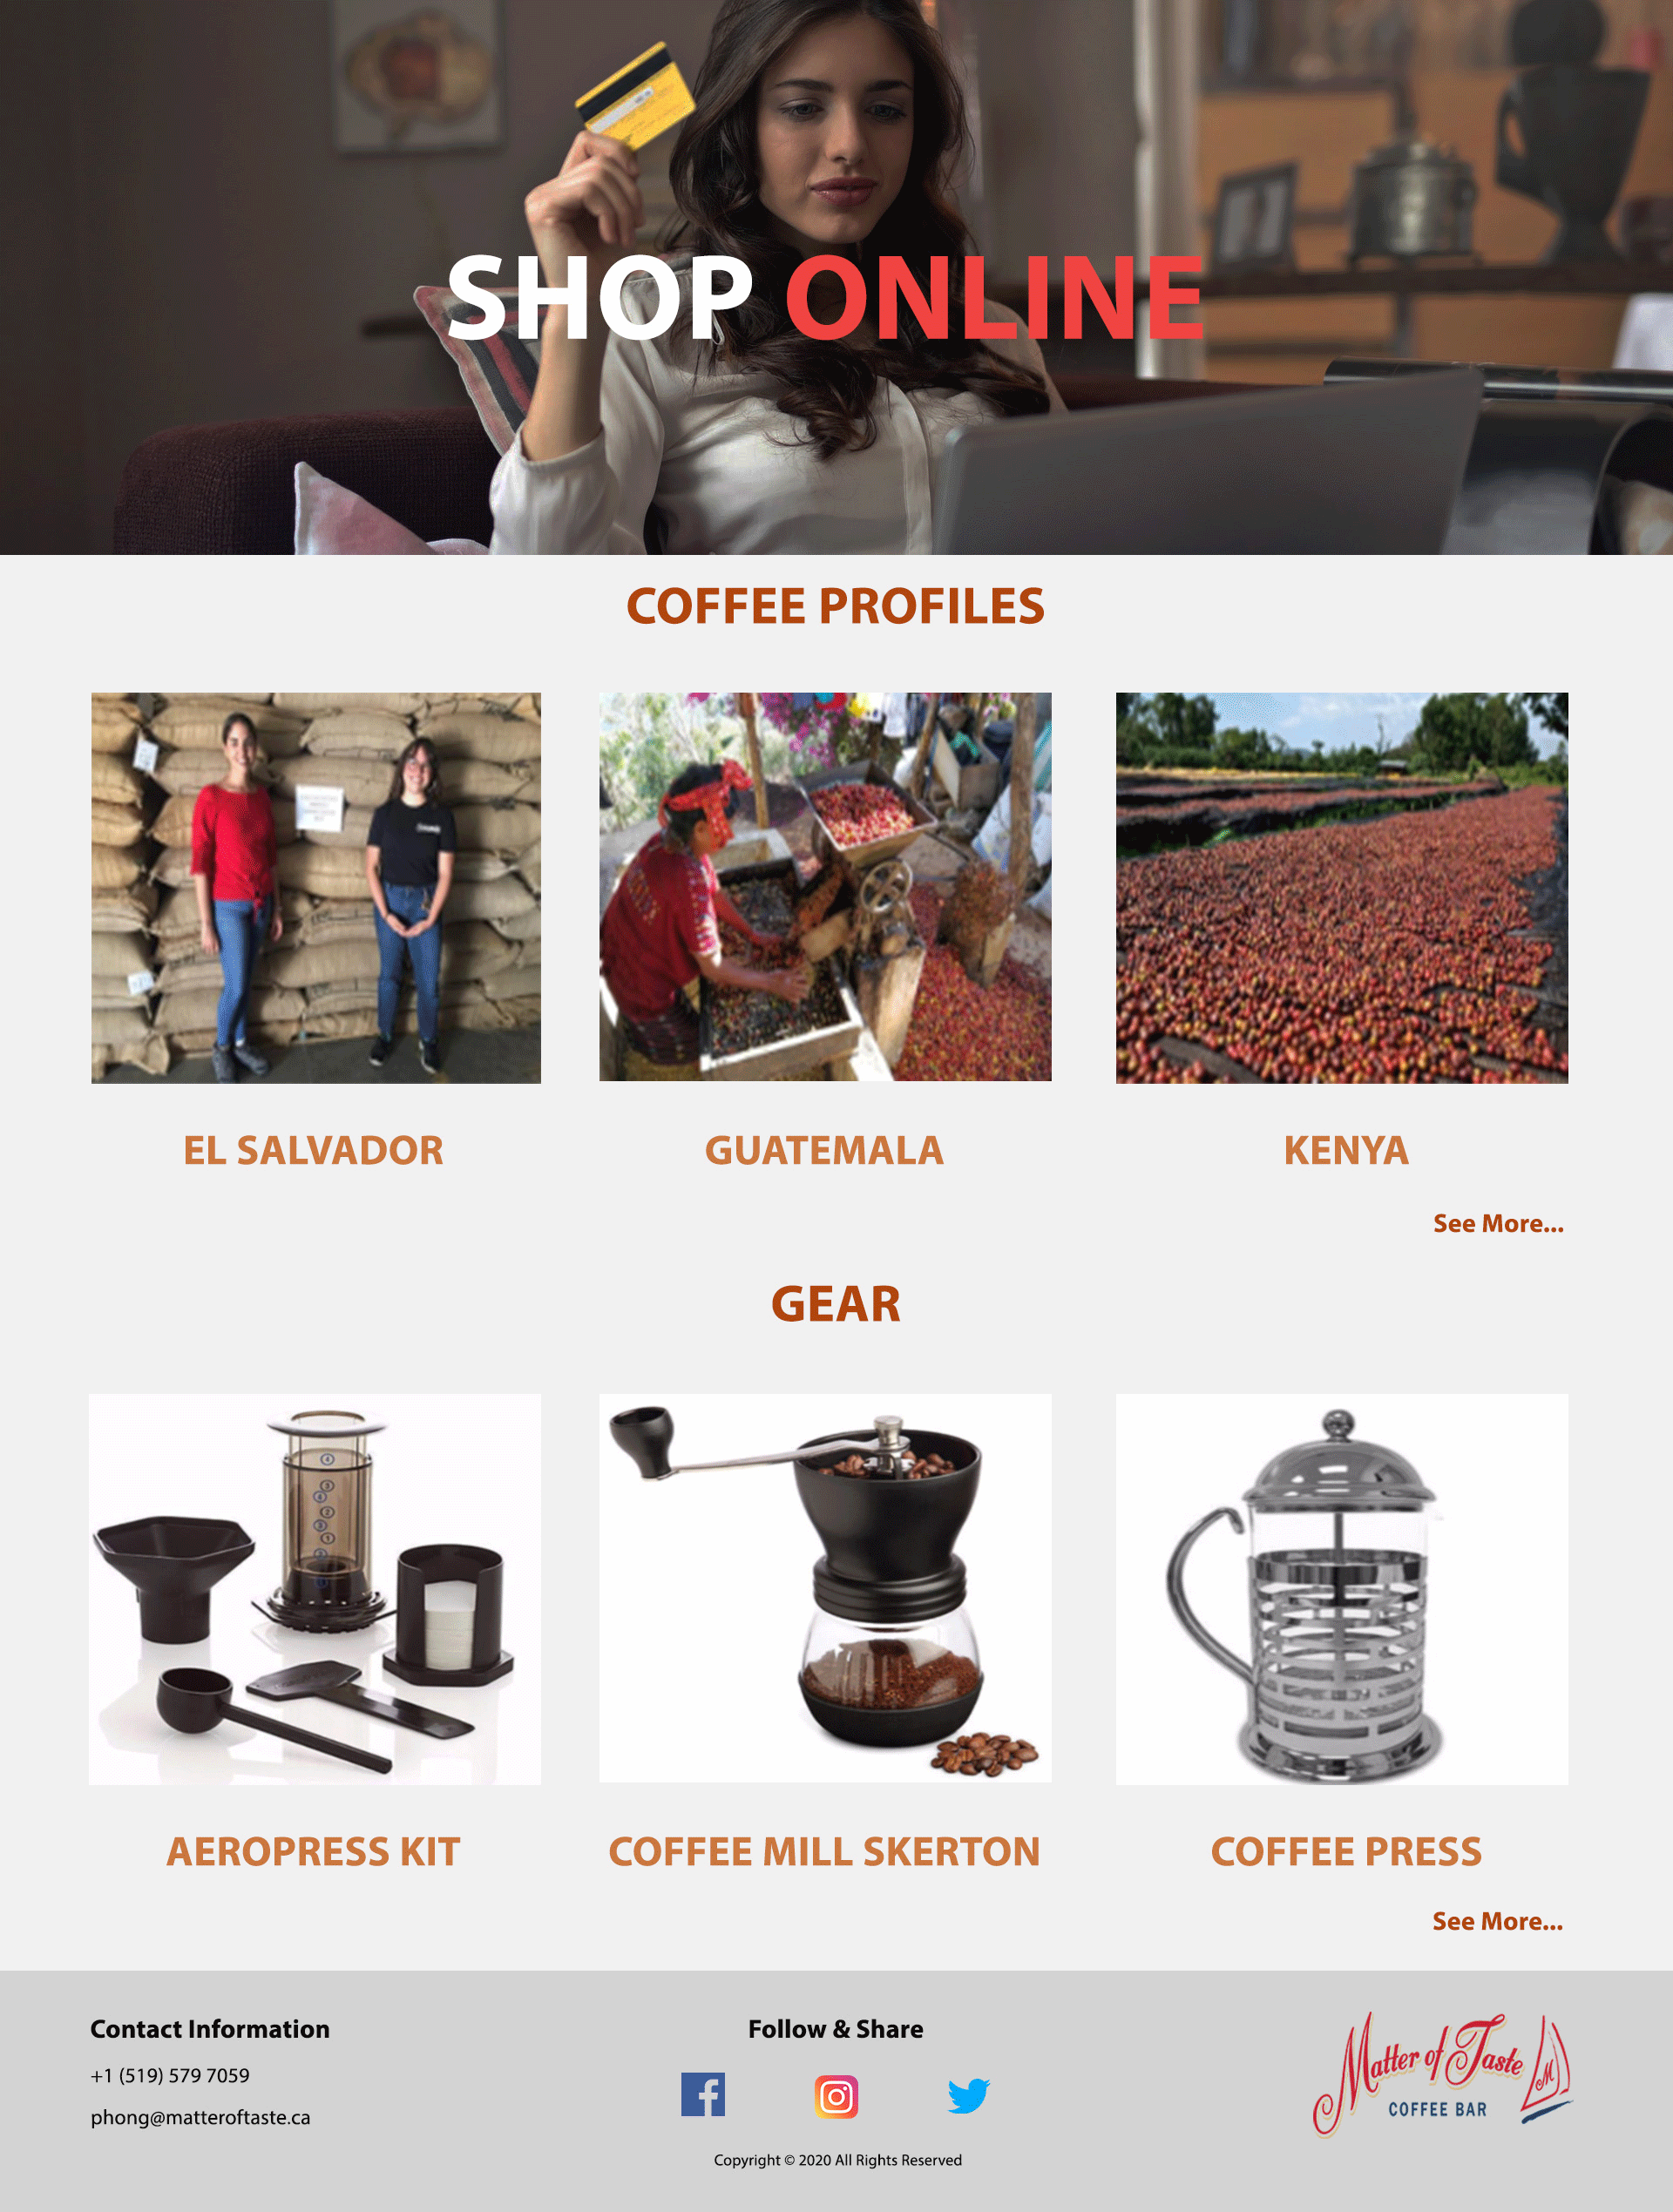 SHOP ONLINE
COFFEE PROFILES
EL SALVADOR
GUATEMALA
KENYA
See More...
GEAR
AEROPRESS KIT
COFFEE MILL SKERTON
COFFEE PRESS
See More...
Contact Information
+1 (519) 579 7059
phong@matteroftaste.ca
Follow & Share
Copyright © 2020 All Rights Reserved
Matter of Taste
M
COFFEE BAR